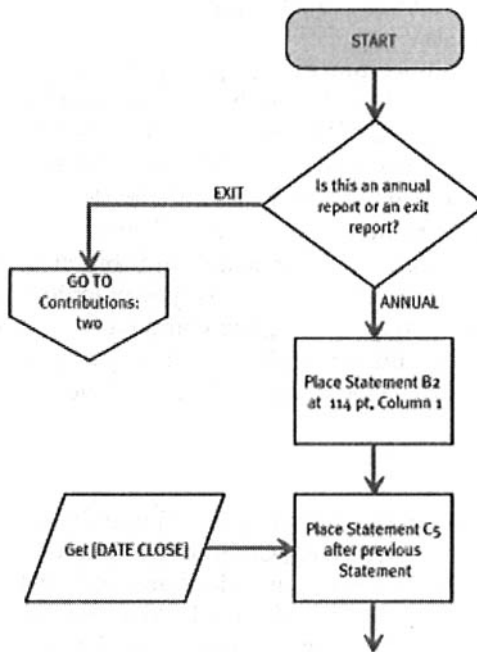 START
Is this an annual
report or an exit
report?
EXIT
GO TO
Contributions:
two
ANNUAL
Place Statement B2
at 114 pt, Column 1
Get [DATE CLOSE]
Place Statement C5
after previous
Statement